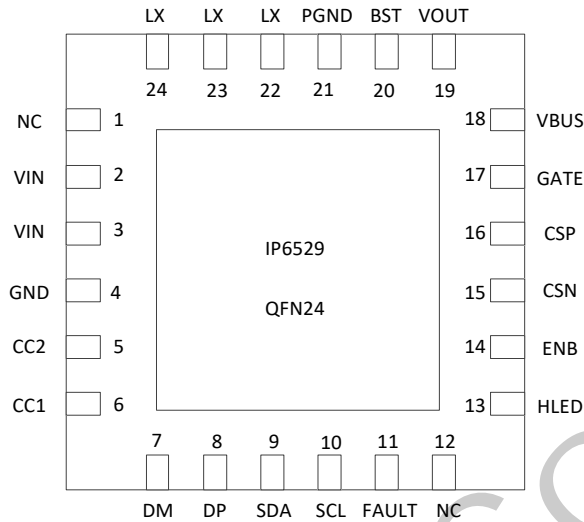 LX LX LX PGND BST VOUT
24 23 22 21 20 19
NC 1 18 VBUS
VIN 2 17 GATE
VIN 3 16 CSP
IP6529
GND 4 15 CSN
QFN24
CC2 5 14 ENB
CC1 6 13 HLED
7 8 9 10 11 12
DM DP SDA SCL FAULT NC